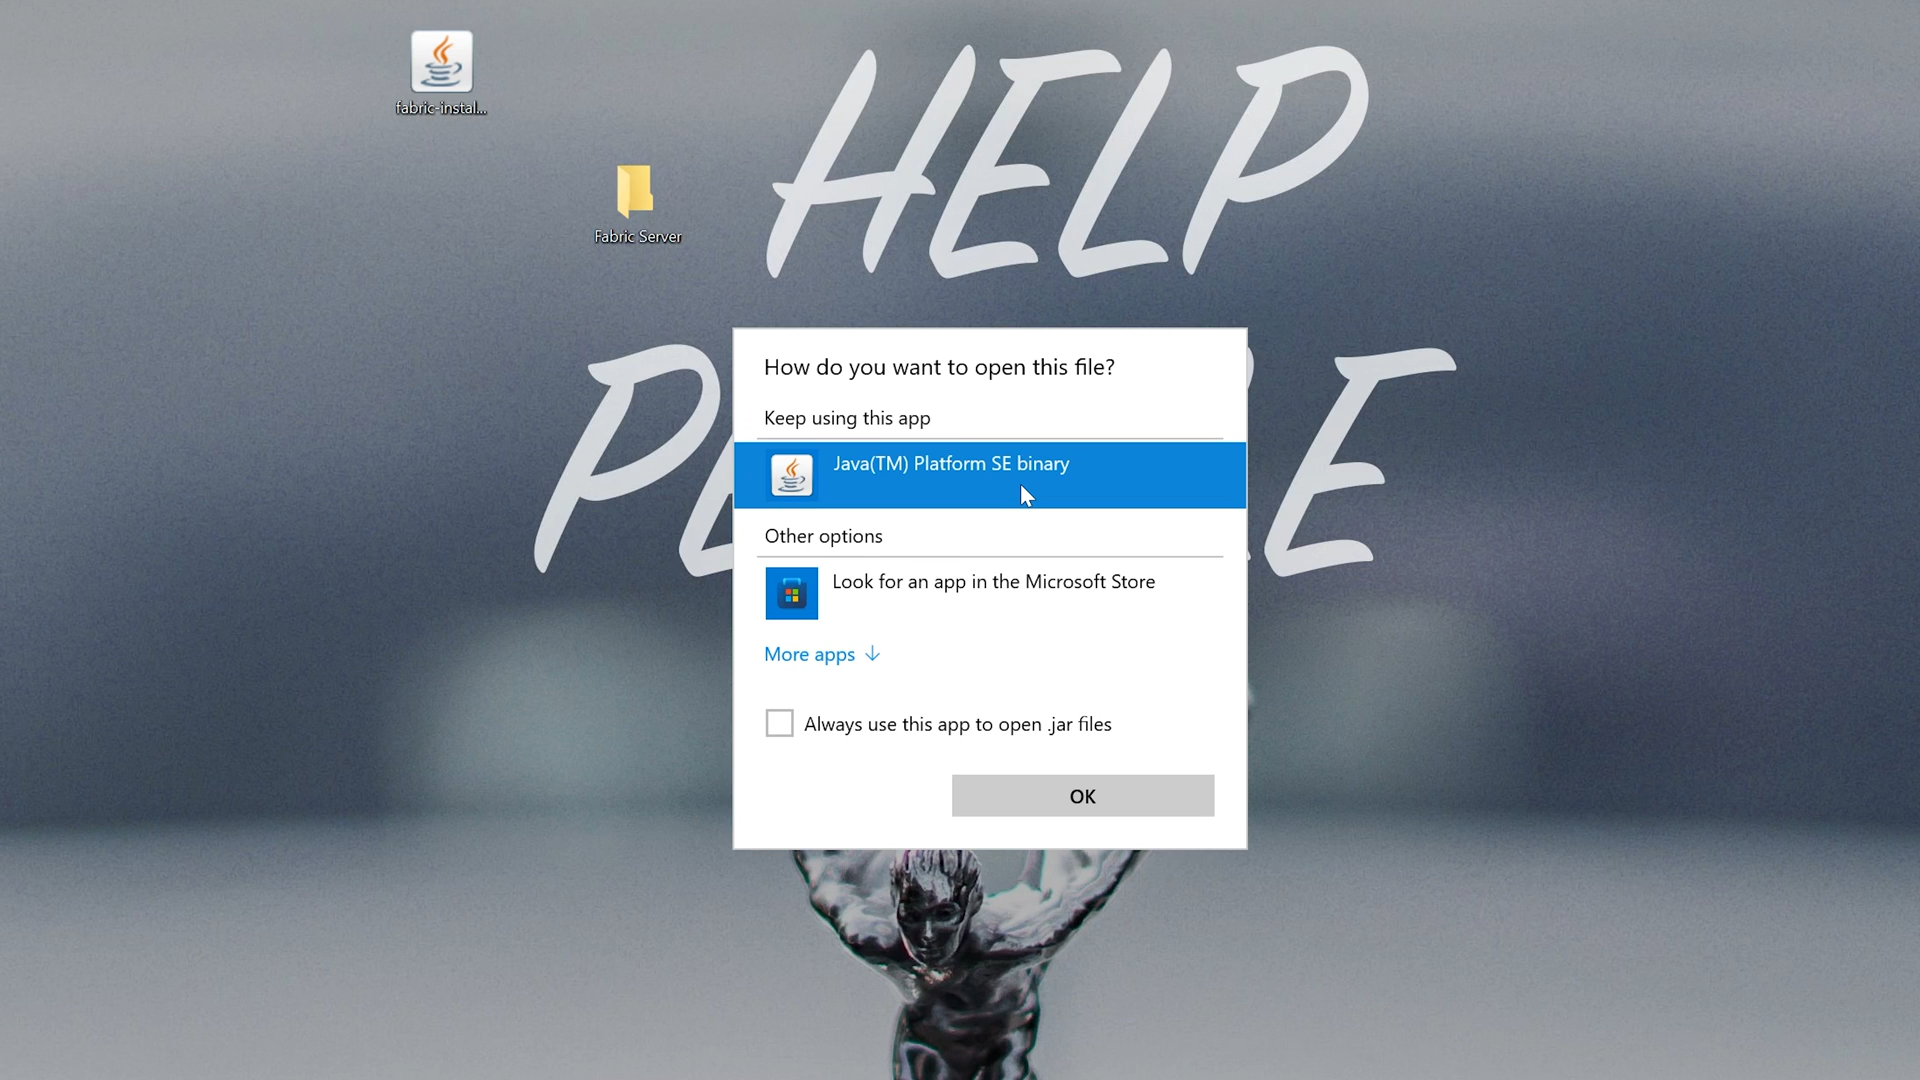 fabric-instal...
HELP
Fabric Server
How do you want to open this file?
Keep using this app
Java(TM) Platform SE binary
Other options
Look for an app in the Microsoft Store
More apps
Always use this app to open .jar files
OK